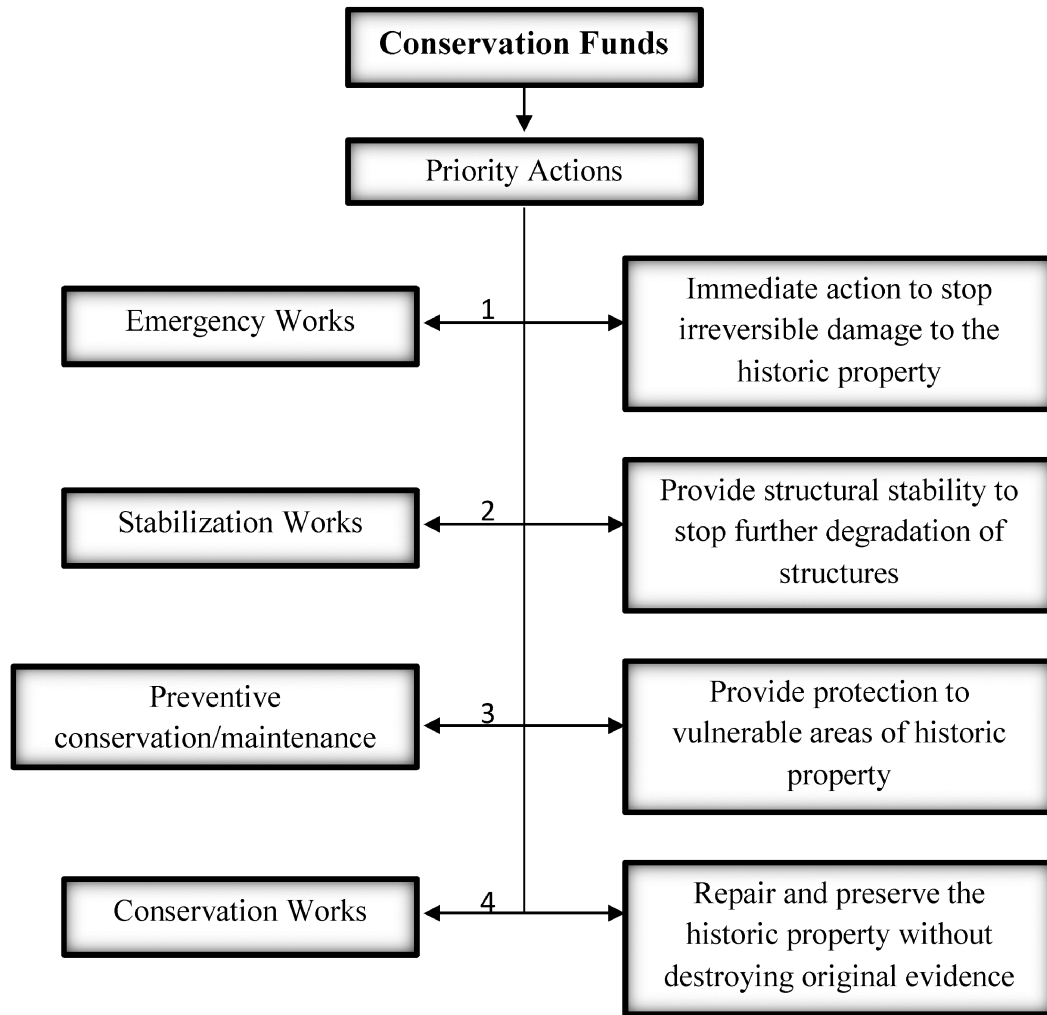 Conservation Funds
Priority Actions
Emergency Works
1
Immediate action to stop
irreversible damage to the
historic property
Stabilization Works
2
Provide structural stability to
stop further degradation of
structures
Preventive
conservation/maintenance
3
Provide protection to
vulnerable areas of historic
property
Conservation Works
4
Repair and preserve the
historic property without
destroying original evidence